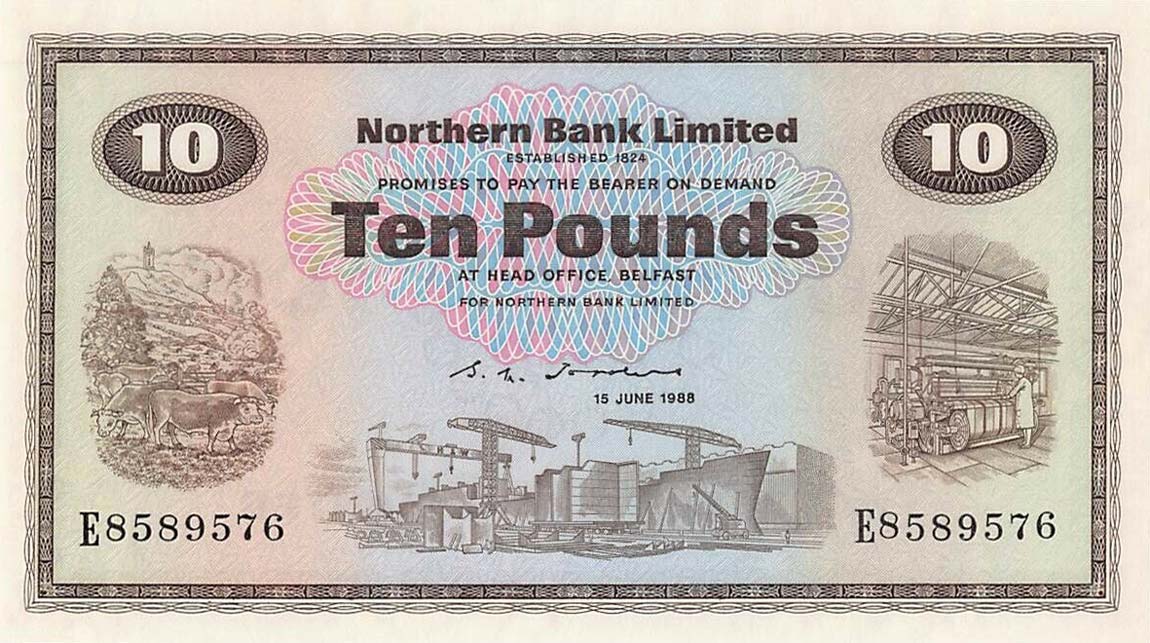 10
10
Northern Bank Limited
ESTABLISHED 1824
PROMISES TO PAY THE BEARER ON DEMAND
Ten Pounds
AT HEAD OFFICE, BELFAST
FOR NORTHERN BANK LIMITED
15 JUNE 1988
E8589576
E8589576